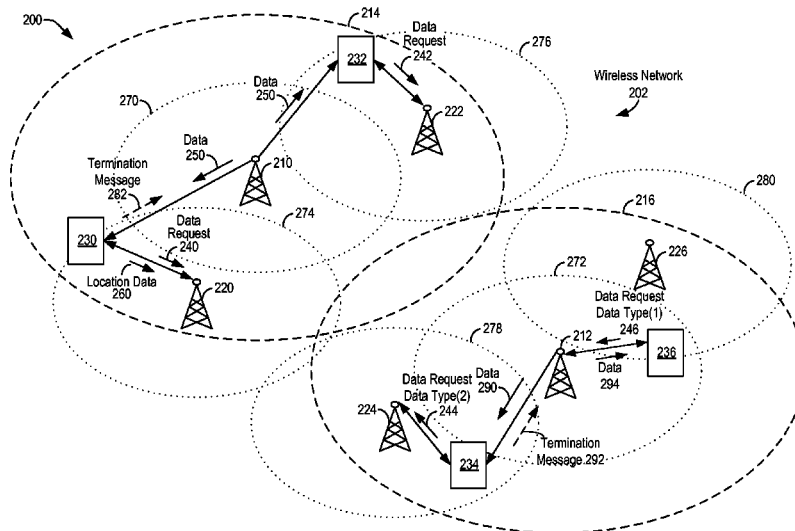 200
214
276
232
Data
Request
242
Wireless Network
202
270
Data
250
222
Data
250
210
Termination
Message
282
274
Data
Request
240
230
280
216
Location Data
260
220
272
226
278
212
Data Request
Data Type(1)
246
236
Data
294
Data
290
Data Request
Data Type(2)
244
224
234
Termination
Message 292